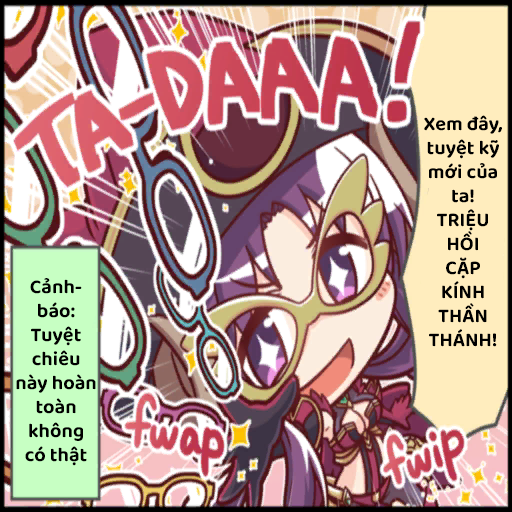 TA-DAAA!
Xem đây,
tuyệt kỹ
mới của
ta!
TRIỆU
HỒI
CẶP
KÍNH
THẦN
THÁNH!
Cảnh-
báo:
Tuyệt
chiêu
này hoàn
toàn
không
có thật
fwap
fwip